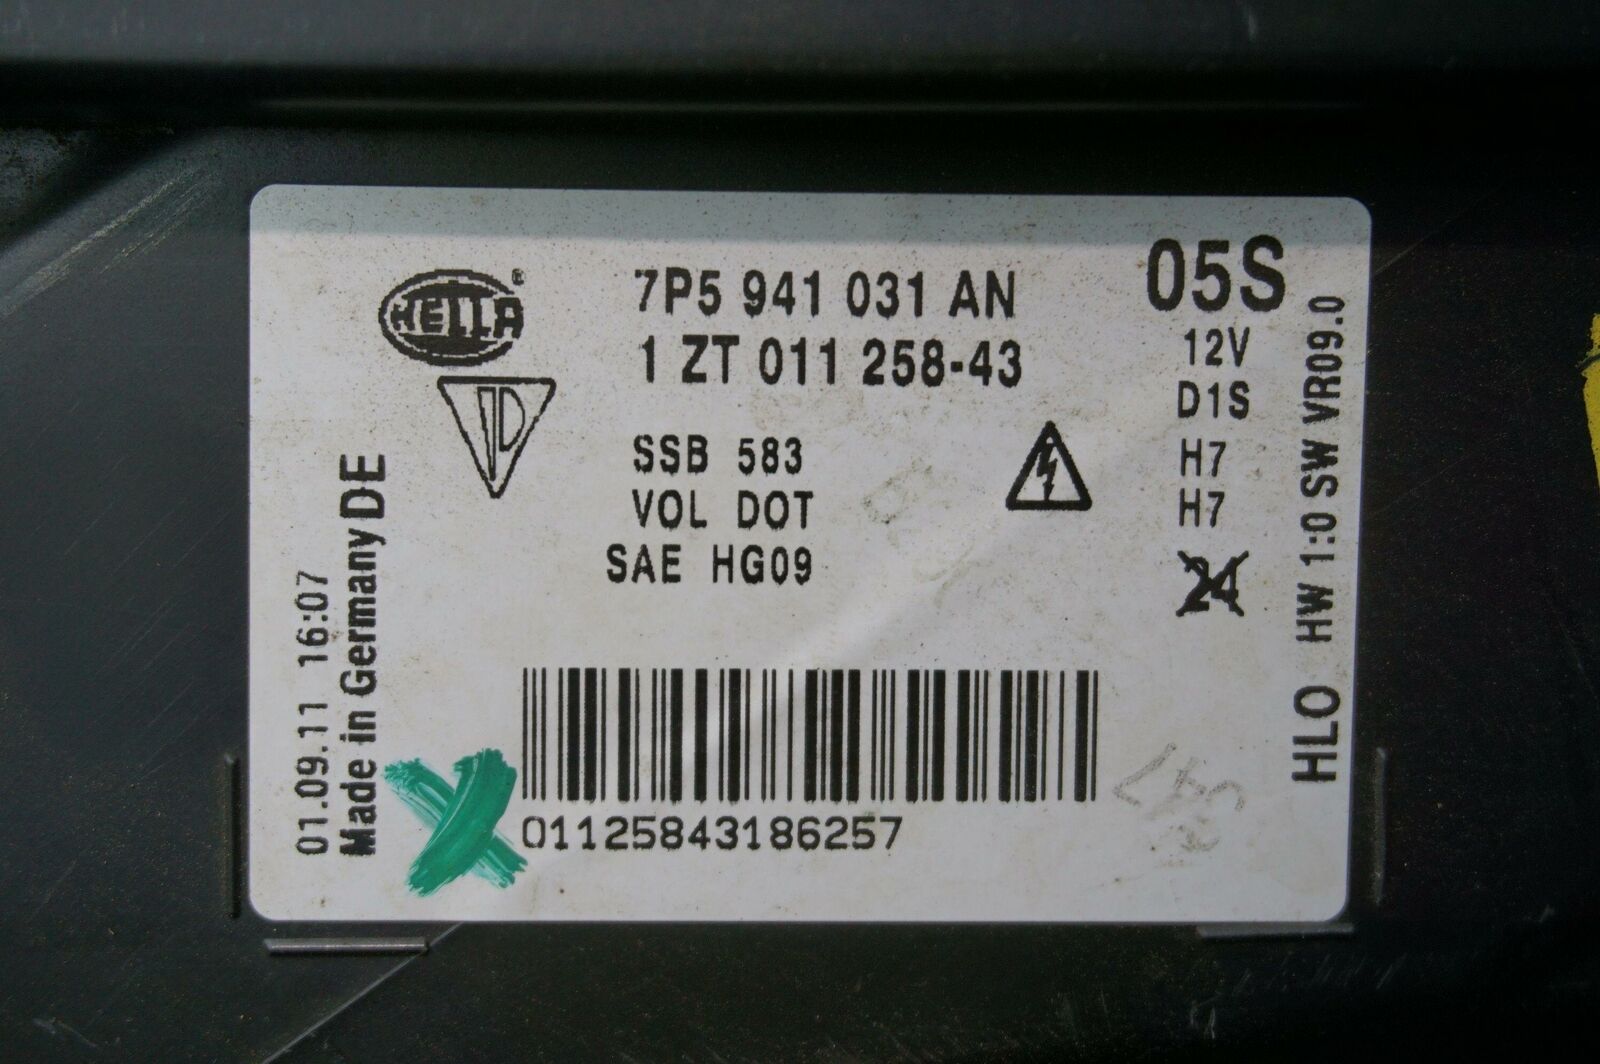 HELLA®
7P5 941 031 AN
1 ZT 011 258-43
SSB 583
VOL DOT
SAE HG09
05S
12V
D1S
H7
H7
24
HLO HW 1:0 SW VR09.0
01.09.11 16:07
Made in Germany DE
01125843186257